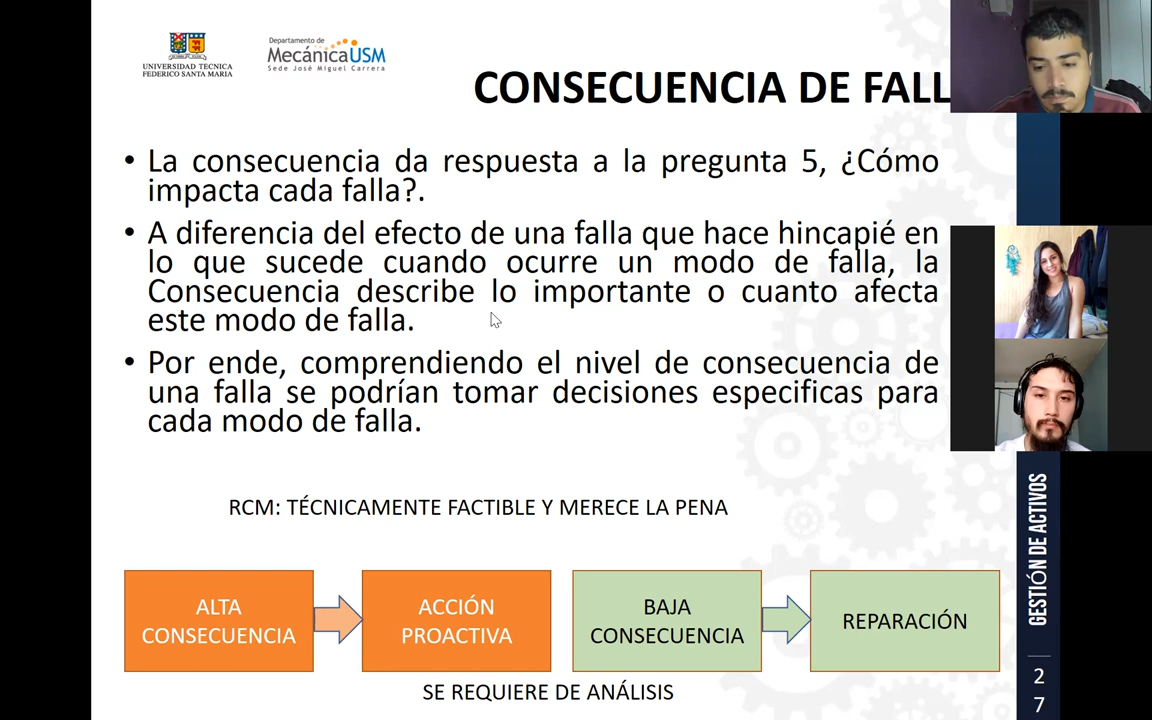 UNIVERSIDAD TECNICA
FEDERICO SANTA MARIA
Departamento de
MecánicaUSM
Sede José Miguel Carrera
CONSECUENCIA DE FALL
• La consecuencia da respuesta a la pregunta 5, ¿Cómo
impacta cada falla?.
• A diferencia del efecto de una falla que hace hincapié en
lo que sucede cuando ocurre un modo de falla, la
Consecuencia describe lo importante o cuanto afecta
este modo de falla.
• Por ende, comprendiendo el nivel de consecuencia de
una falla se podrían tomar decisiones especificas para
cada modo de falla.
RCM: TÉCNICAMENTE FACTIBLE Y MERECE LA PENA
ALTA
CONSECUENCIA
ACCIÓN
PROACTIVA
BAJA
CONSECUENCIA
REPARACIÓN
SE REQUIERE DE ANÁLISIS
GESTIÓN DE ACTIVOS
2
7